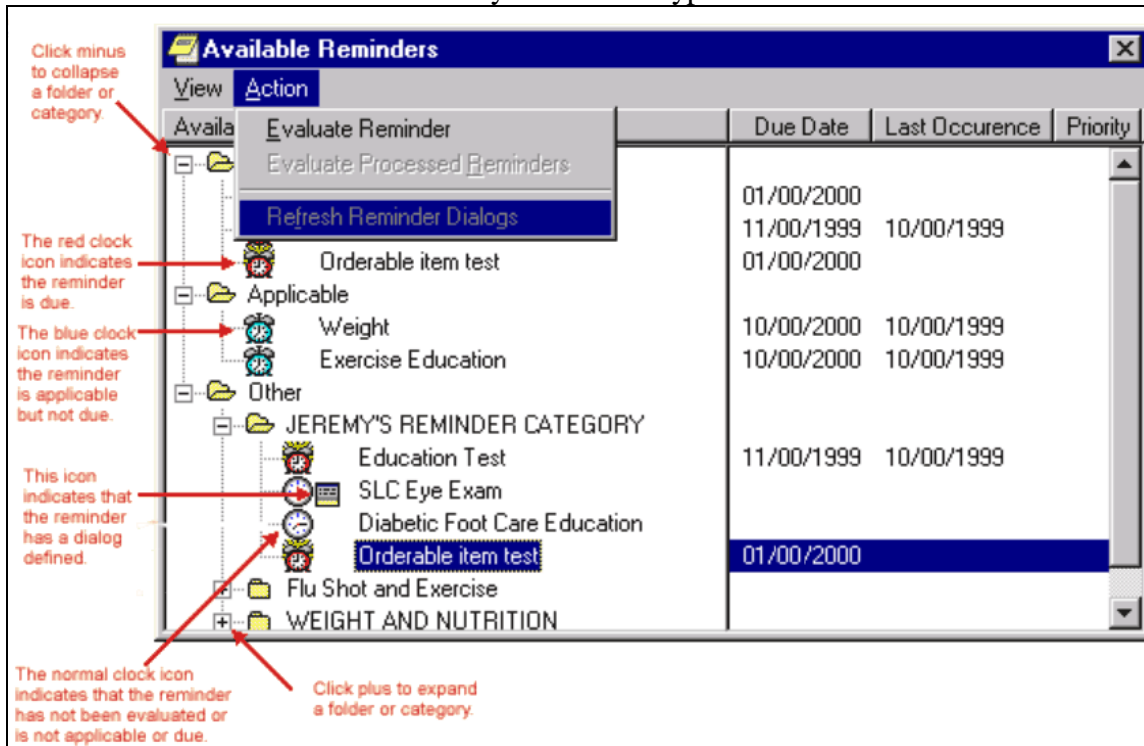 Click minus
to collapse
a folder or
category.
Available Reminders
View Action
Availa
Due Date Last Occurence Priority
Evaluate Reminder
Evaluate Processed Reminders
Refresh Reminder Dialogs
01/00/2000
11/00/1999 10/00/1999
The red clock
icon indicates
the reminder
is due.
Orderable item test 01/00/2000
Applicable
The blue clock
icon indicates
the reminder
is applicable
but not due.
Weight 10/00/2000 10/00/1999
Exercise Education 10/00/2000 10/00/1999
Other
JEREMY'S REMINDER CATEGORY
Education Test 11/00/1999 10/00/1999
This icon
indicates that
the reminder
has a dialog
defined.
SLC Eye Exam
Diabetic Foot Care Education
Orderable item test 01/00/2000
Flu Shot and Exercise
WEIGHT AND NUTRITION
The normal clock icon
indicates that the reminder
has not been evaluated or
is not applicable or due.
Click plus to expand
a folder or category.